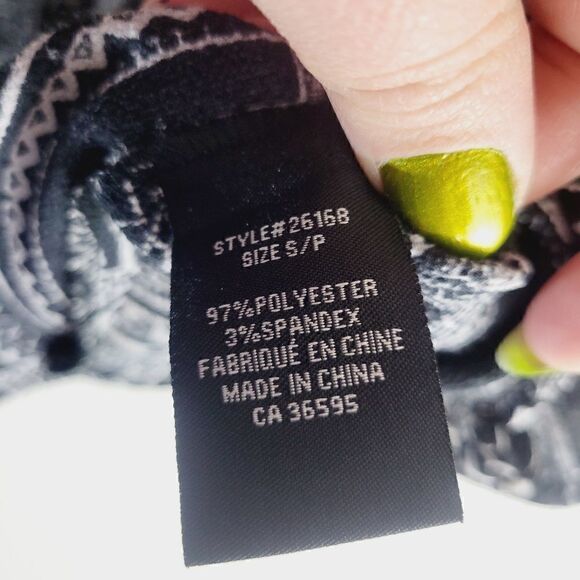 STYLE#26168
SIZE S/P
97%POLYESTER
3%SPANDEX
FABRIQUÉ EN CHINE
MADE IN CHINA
CA 36595